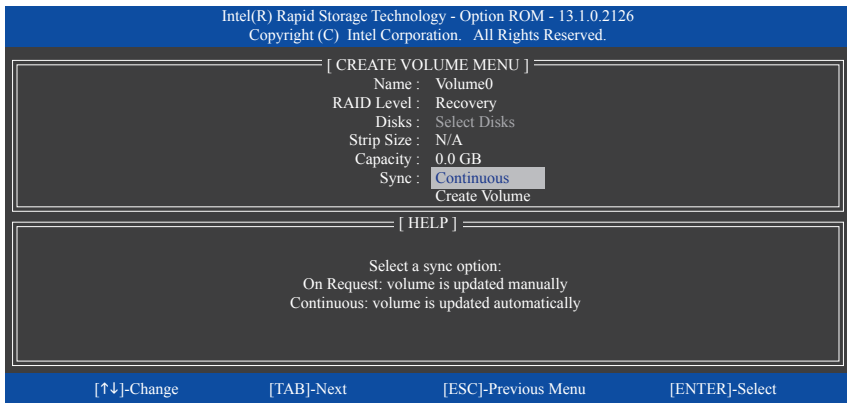 Intel(R) Rapid Storage Technology - Option ROM - 13.1.0.2126
Copyright (C) Intel Corporation. All Rights Reserved.
[ CREATE VOLUME MENU ]
Name : Volume0
RAID Level : Recovery
Disks : Select Disks
Strip Size : N/A
Capacity : 0.0 GB
Sync : Continuous
Create Volume
[ HELP ]
Select a sync option:
On Request: volume is updated manually
Continuous: volume is updated automatically
[↑↓]-Change [TAB]-Next [ESC]-Previous Menu [ENTER]-Select